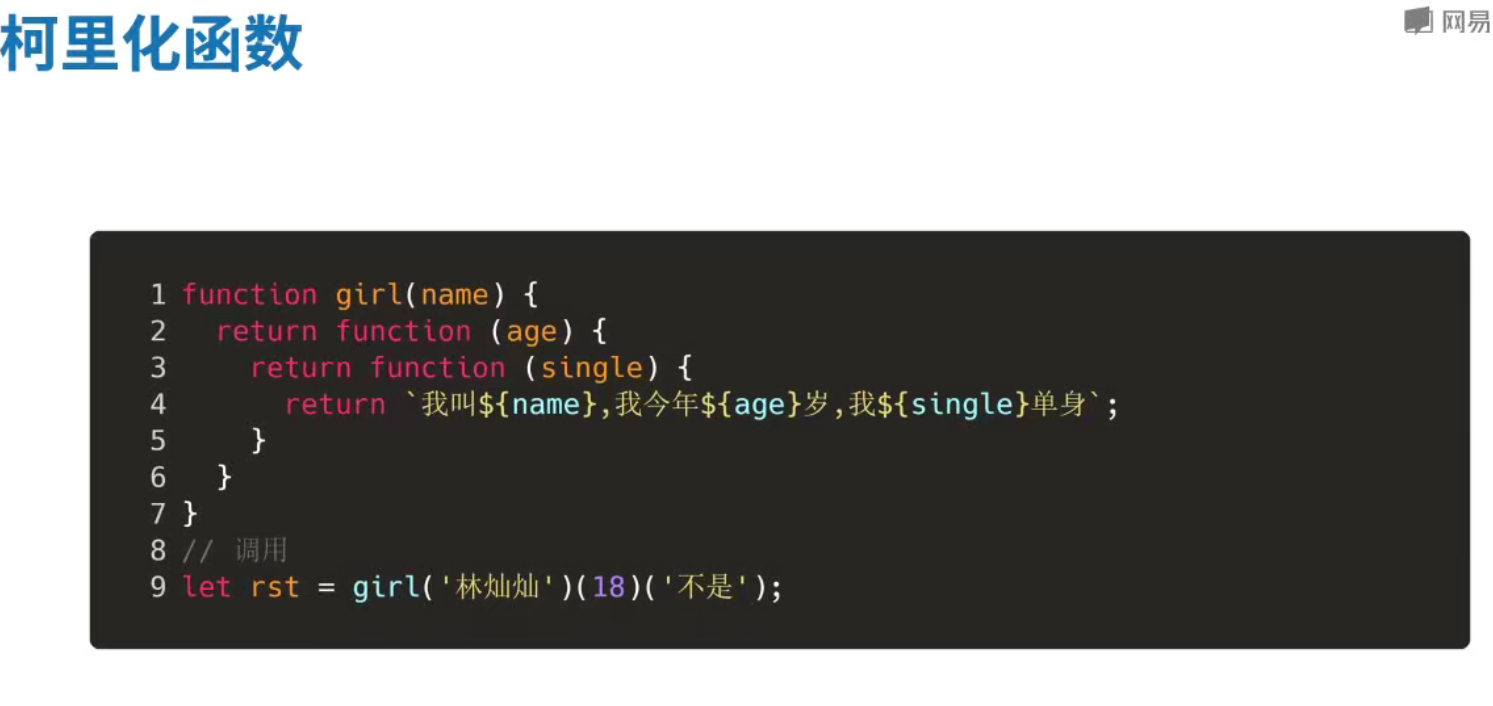 柯里化函数
网易
1 function girl(name) {
2   return function (age) {
3     return function (single) {
4       return `我叫${name},我今年${age}岁,我${single}单身`;
5     }
6   }
7 }
8 // 调用
9 let rst = girl('林灿灿')(18)('不是');